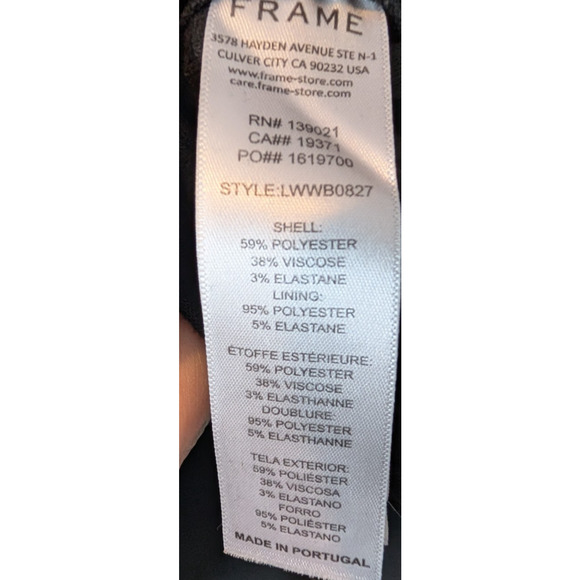 FRAME
3578 HAYDEN AVENUE STE N-1
CULVER CITY CA 90232 USA
www.frame-store.com
care.frame-store.com
RN# 139021
CA## 19371
PO## 1619700
STYLE:LWWB0827
SHELL:
59% POLYESTER
38% VISCOSE
3% ELASTANE
LINING:
95% POLYESTER
5% ELASTANE
ÉTOFFE ESTÉRIEURE:
59% POLYESTER
38% VISCOSE
3% ELASTHANNE
DOUBLURE:
95% POLYESTER
5% ELASTHANNE
TELA EXTERIOR:
59% POLIÉSTER
38% VISCOSA
3% ELASTANO
FORRO
95% POLIÉSTER
5% ELASTANO
MADE IN PORTUGAL